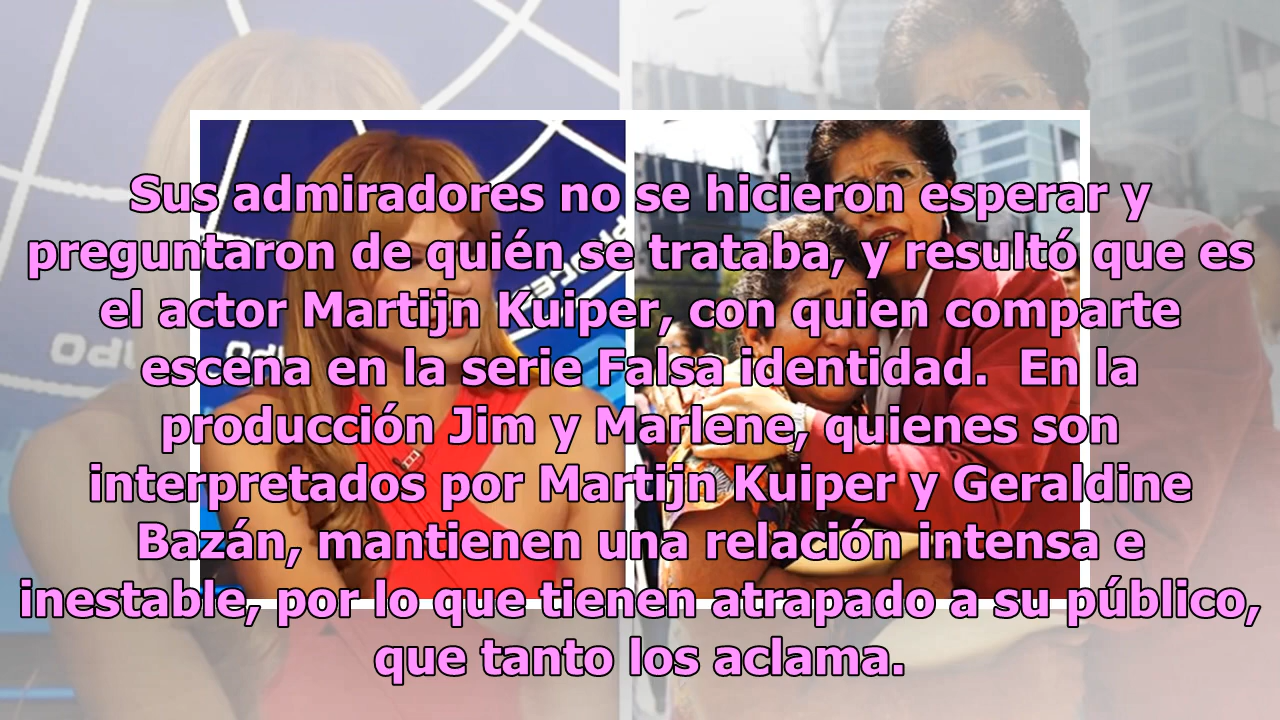 Sus admiradores no se hicieron esperar y
preguntaron de quién se trataba, y resultó que es
el actor Martijn Kuiper, con quien comparte
escena en la serie Falsa identidad.  En la
producción Jim y Marlene, quienes son
interpretados por Martijn Kuiper y Geraldine
Bazán, mantienen una relación intensa e
inestable, por lo que tienen atrapado a su público,
que tanto los aclama.